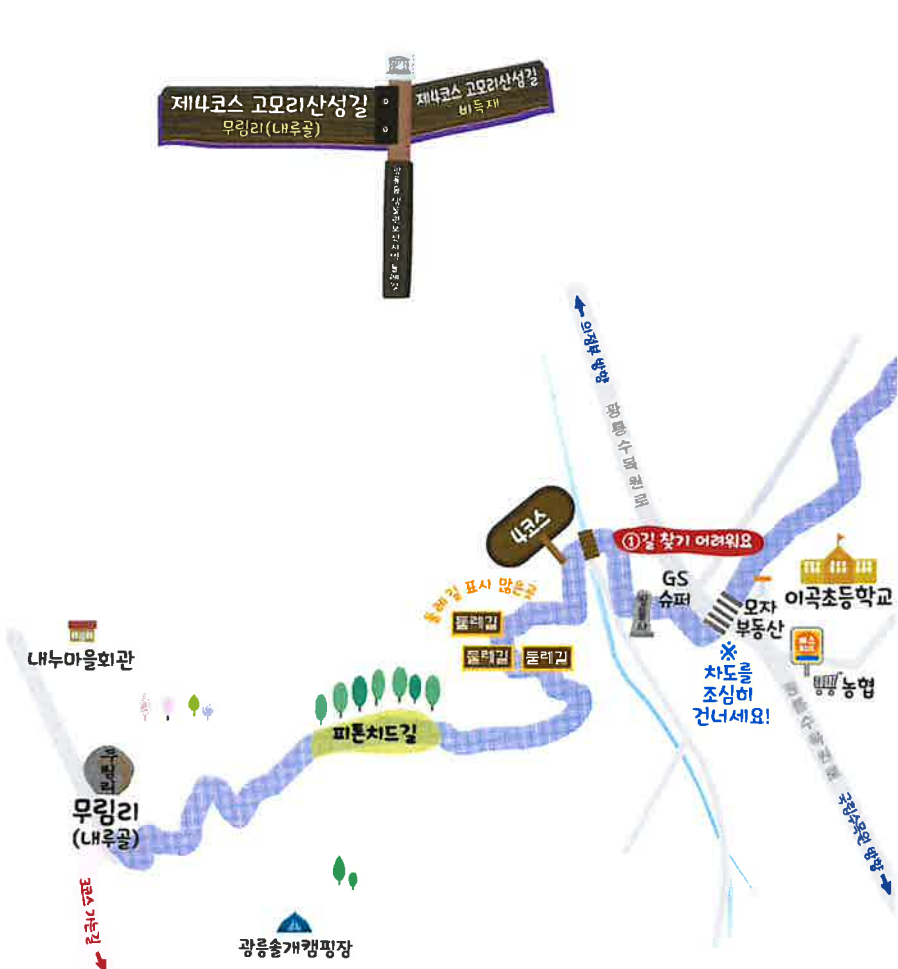 제4코스 고모리산성길
무림리(내루골)
제4코스 고모리산성길
비득재
의정부 방향
광릉수목원로
4코스
①길 찾기 어려워요
GS
슈퍼
모자
부동산
이곡초등학교
둘레길 표시 많은곳
둘레길
둘레길
둘레길
※
차도를
조심히
건너세요!
농협
내누마을회관
피톤치드길
무림리
무림리
(내루골)
광릉수목원로
국립수목원 방향
3코스 가는길
광릉솔개캠핑장